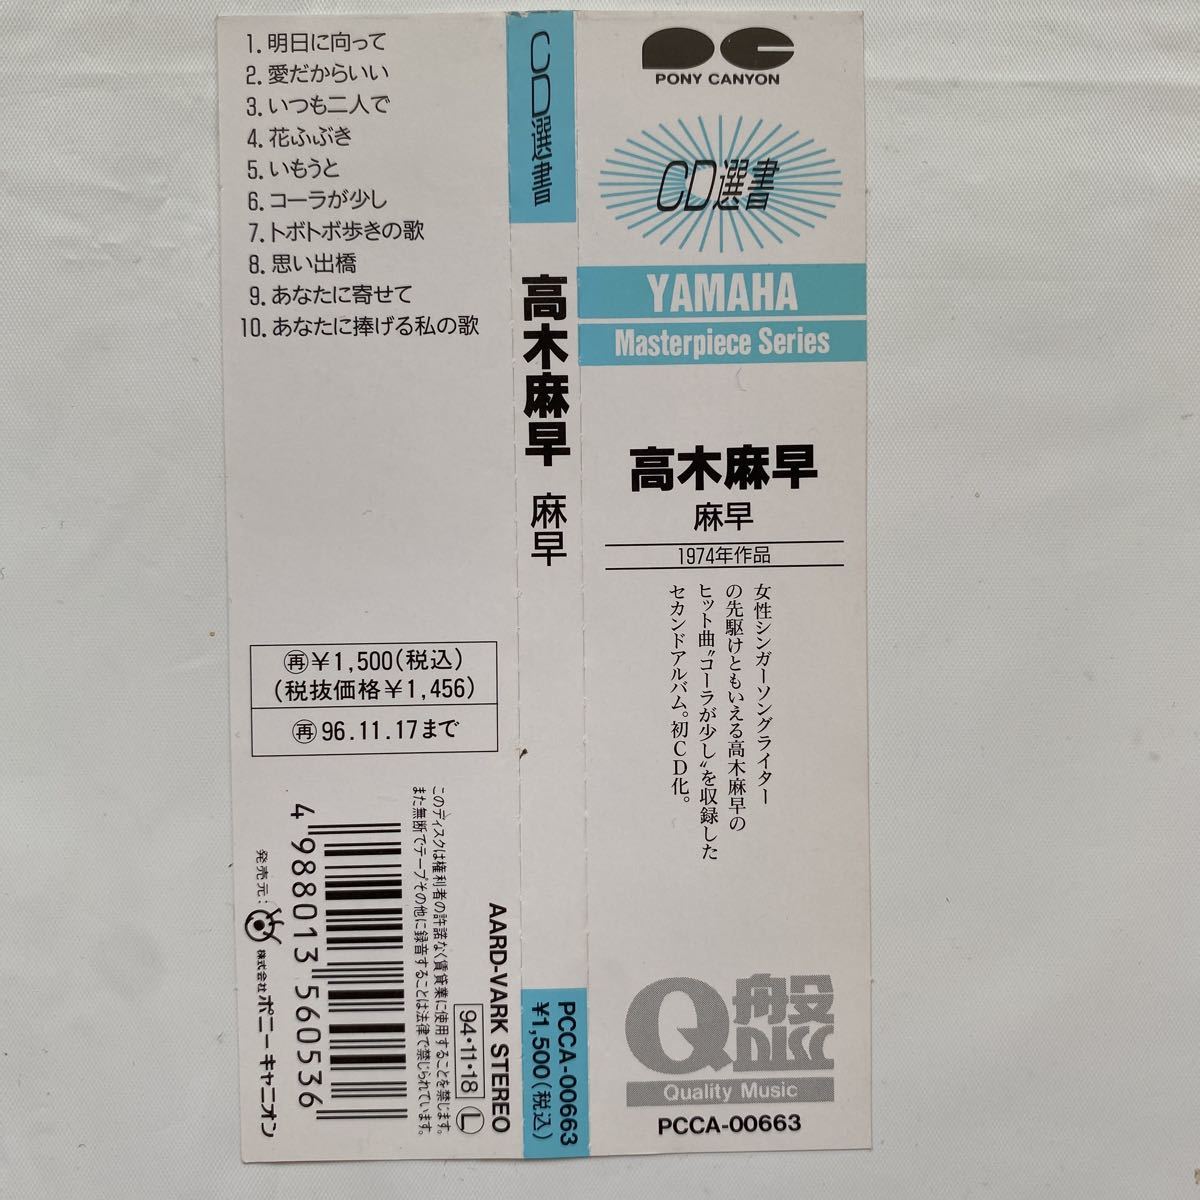 1. 明日に向って
2. 愛だからいい
3. いつも二人で
4. 花ふぶき
5. いもうと
6. コーラが少し
7. トボトボ歩きの歌
8. 思い出橋
9. あなたに寄せて
10. あなたに捧げる私の歌
再¥1,500(税込)
(税抜価格¥1,456)
再96.11.17まで
このディスクは権利者の許諾なく賃貸業に使用することを禁じます。
また無断でテープその他に録音することは法律で禁じられています。
4 988013 560536
発売元:株式会社ポニーキャニオン
AARD-VARK STEREO
94・11・18 L
CD選書
高木麻早 麻早
PCCA-00663
¥1,500(税込)
PONY CANYON
CD選書
YAMAHA
Masterpiece Series
高木麻早
麻早
1974年作品
女性シンガーソングライター
の先駆けともいえる高木麻早の
ヒット曲〝コーラが少し〟を収録した
セカンドアルバム。初CD化。
Q盤
DISC
Quality Music
PCCA-00663